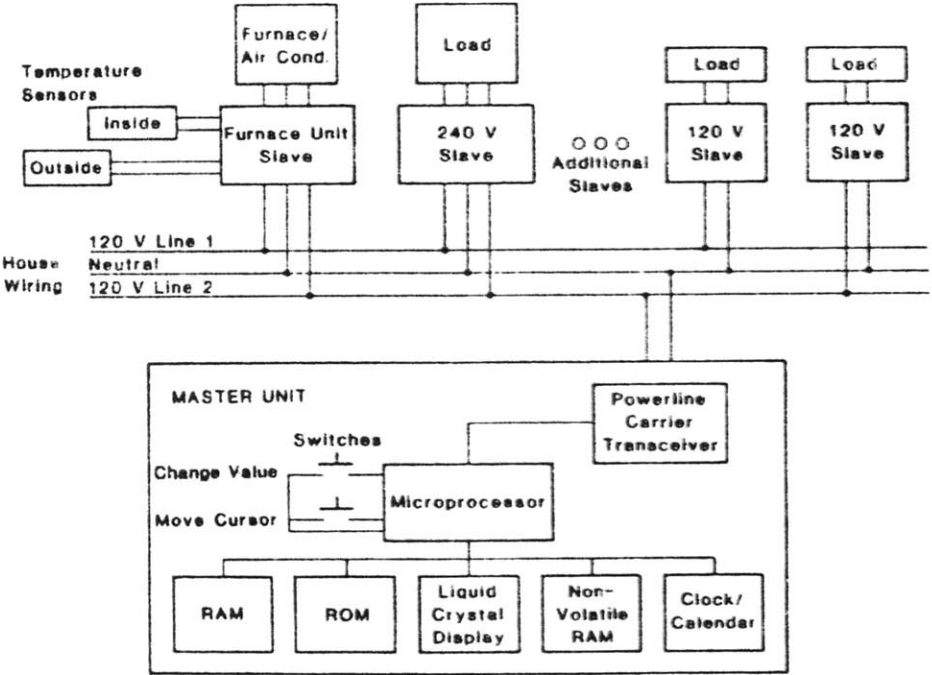 Furnace/
Air Cond.
Load
Load
Load
Temperature
Sensors
Inside
Outside
Furnace Unit
Slave
240 V
Slave
Additional
Slaves
120 V
Slave
120 V
Slave
House
Wiring
120 V Line 1
Neutral
120 V Line 2
MASTER UNIT
Powerline
Carrier
Transceiver
Switches
Change Value
Move Cursor
Microprocessor
RAM
ROM
Liquid
Crystal
Display
Non-
Volatile
RAM
Clock/
Calendar